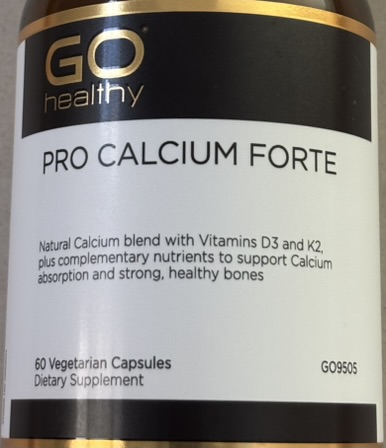 GO
healthy
PRO CALCIUM FORTE
Natural Calcium blend with Vitamins D3 and K2,
plus complementary nutrients to support Calcium
absorption and strong, healthy bones
60 Vegetarian Capsules
GO9505
Dietary Supplement